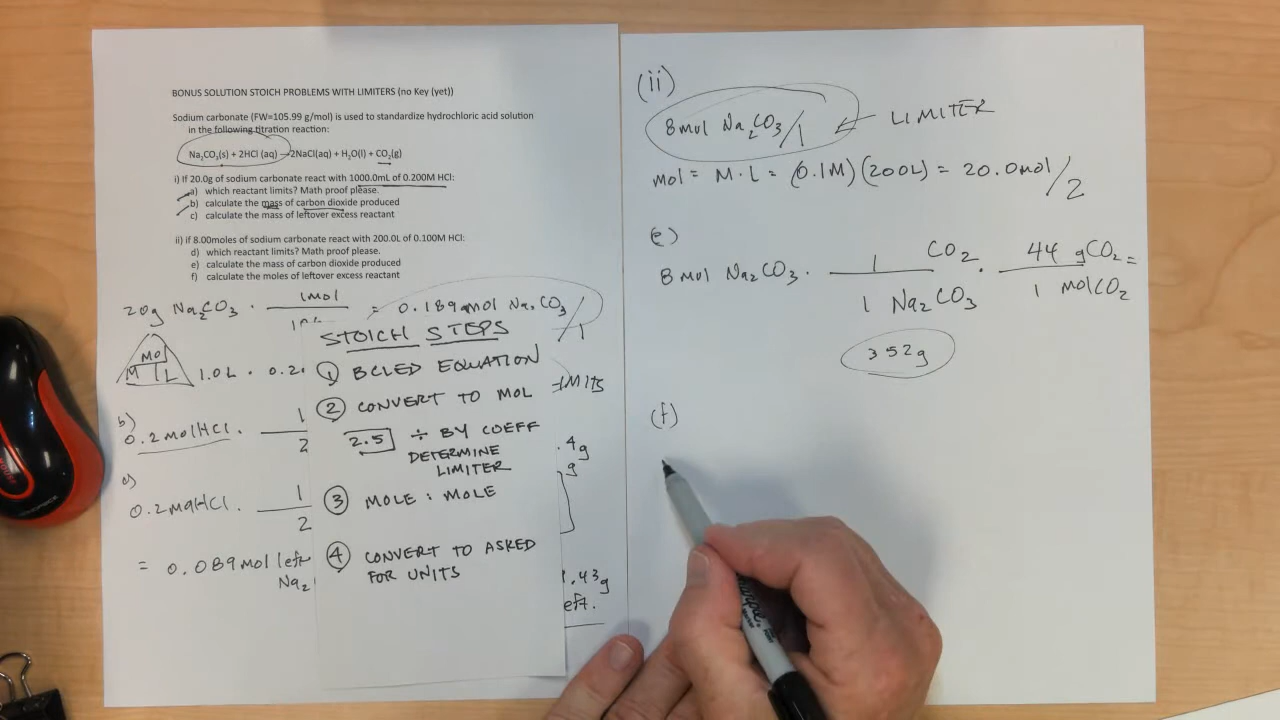 BONUS SOLUTION STOICH PROBLEMS WITH LIMITERS (no Key (yet))
Sodium carbonate (FW=105.99 g/mol) is used to standardize hydrochloric acid solution
in the following titration reaction:
Na₂CO₃(s) + 2HCl (aq) →2NaCl(aq) + H₂O(l) + CO₂(g)
i) If 20.0g of sodium carbonate react with 1000.0mL of 0.200M HCl:
a) which reactant limits? Math proof please.
b) calculate the mass of carbon dioxide produced
c) calculate the mass of leftover excess reactant
ii) if 8.00moles of sodium carbonate react with 200.0L of 0.100M HCl:
d) which reactant limits? Math proof please.
e) calculate the mass of carbon dioxide produced
f) calculate the moles of leftover excess reactant
20g Na₂CO₃ · 1mol = 0.189mol Na₂CO₃/1
MOL
M L 1.0L · 0.2
b)
0.2molHCl · 1
2
c)
0.2molHCl · 1
2
= 0.089mol left
Na₂
.4g
g
.43g
eft.
STOICH STEPS
① BCLED EQUATION
② CONVERT TO MOL
2.5 ÷ BY COEFF
DETERMINE
LIMITER
③ MOLE : MOLE
④ CONVERT TO ASKED
FOR UNITS
(ii)
8mol Na₂CO₃/1 ← LIMITER
mol = M·L = (0.1M)(200L) = 20.0mol/2
e)
8mol Na₂CO₃ · 1 CO₂ · 44 gCO₂ =
1 Na₂CO₃ 1 molCO₂
352g
(f)